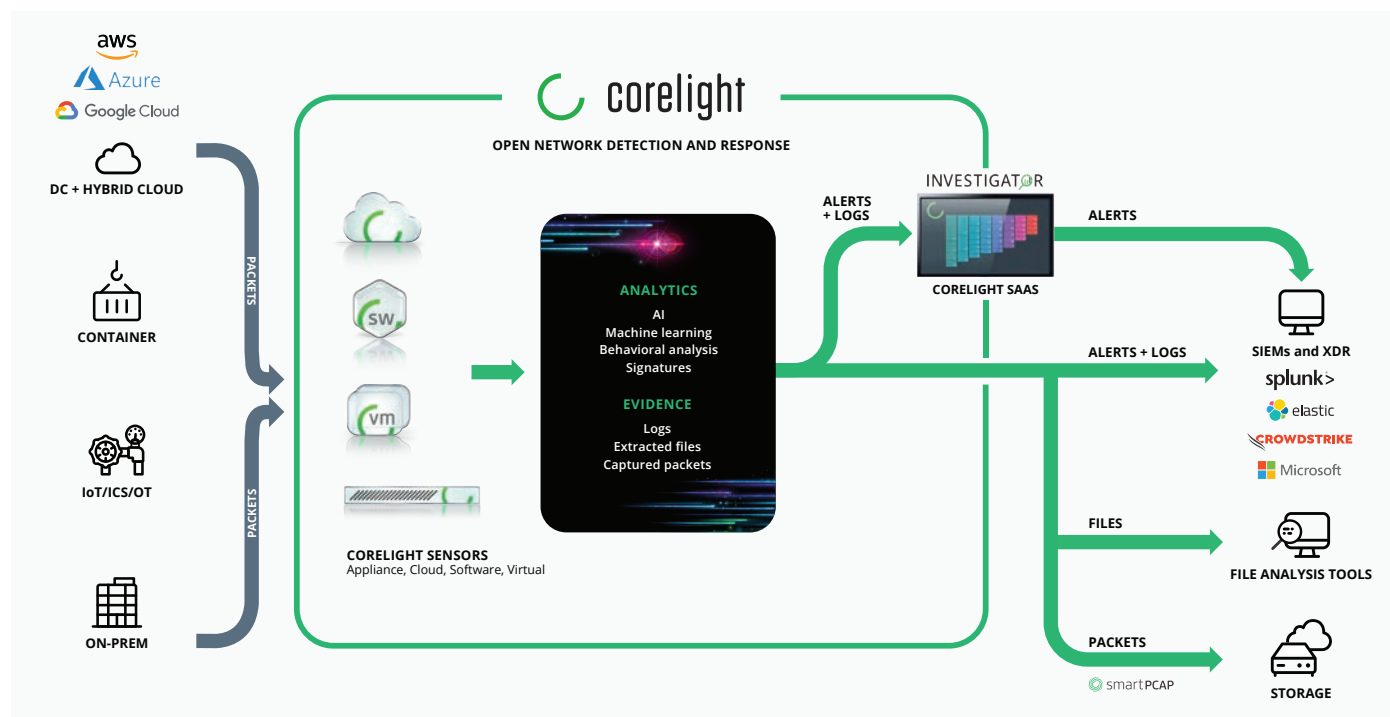 aws
Azure
Google Cloud
DC + HYBRID CLOUD
CONTAINER
IoT/ICS/OT
ON-PREM
PACKETS
PACKETS
corelight
OPEN NETWORK DETECTION AND RESPONSE
sw
vm
CORELIGHT SENSORS
Appliance, Cloud, Software, Virtual
ANALYTICS
AI
Machine learning
Behavioral analysis
Signatures
EVIDENCE
Logs
Extracted files
Captured packets
ALERTS
+ LOGS
INVESTIGATOR
CORELIGHT SAAS
ALERTS
ALERTS + LOGS
SIEMs and XDR
splunk>
elastic
CROWDSTRIKE
Microsoft
FILES
FILE ANALYSIS TOOLS
PACKETS
smartPCAP
STORAGE